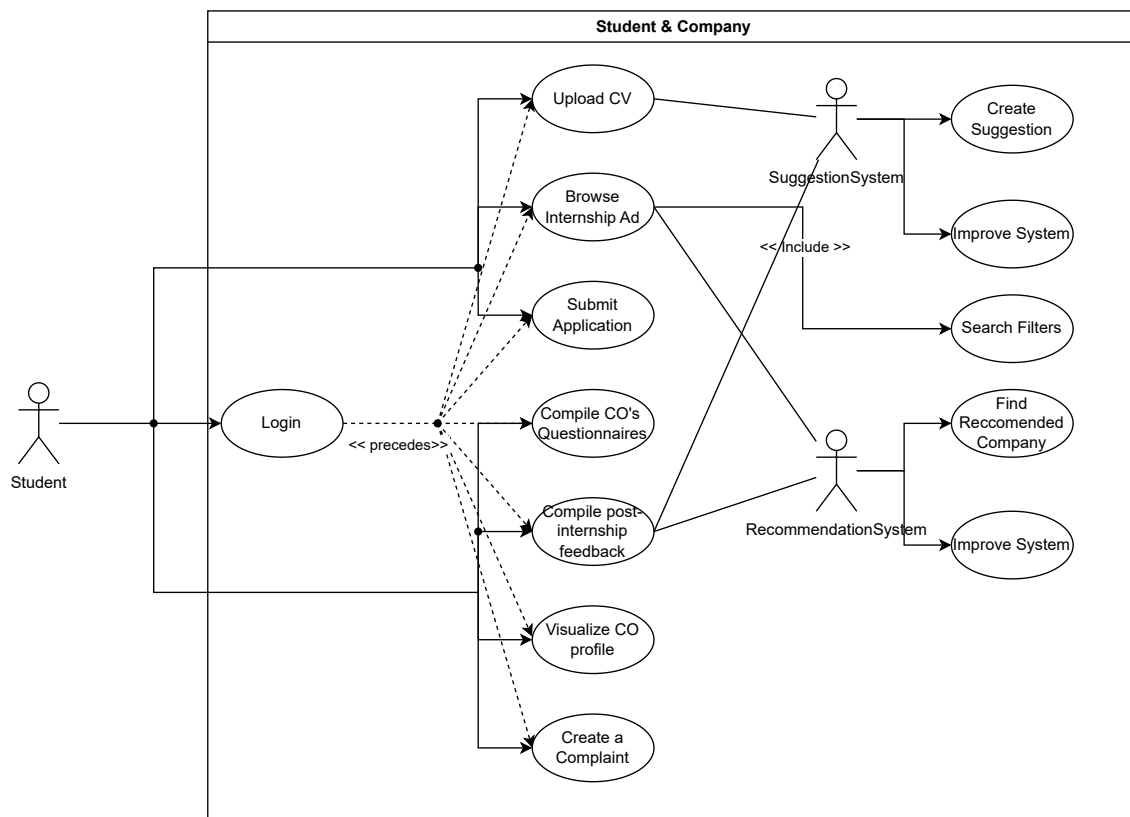 Student & Company
Upload CV
Create
Suggestion
SuggestionSystem
Browse
Internship Ad
Improve System
<< Include >>
Submit
Application
Search Filters
Login
Compile CO's
Questionnaires
<< precedes>>
Find
Reccomended
Company
Student
Compile post-
internship
feedback
RecommendationSystem
Improve System
Visualize CO
profile
Create a
Complaint